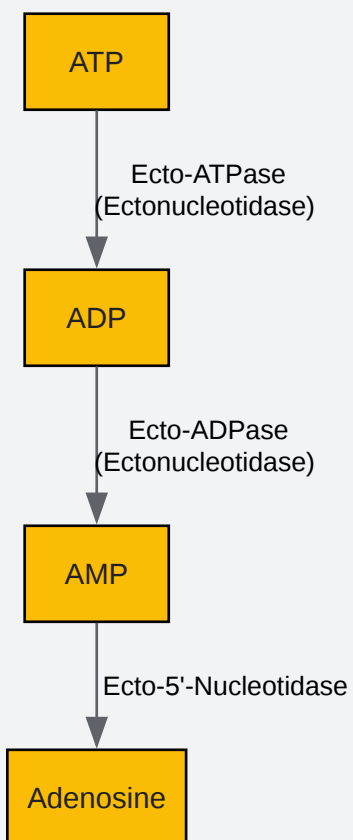 ATP
Ecto-ATPase
(Ectonucleotidase)
ADP
Ecto-ADPase
(Ectonucleotidase)
AMP
Ecto-5'-Nucleotidase
Adenosine